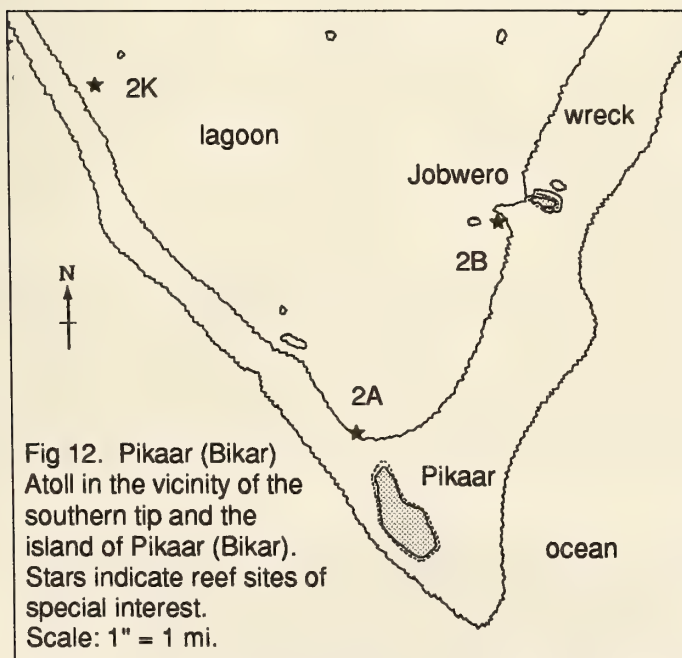 2K
wreck
lagoon
Jobwero
2B
N
2A
Pikaar
Fig 12. Pikaar (Bikar)
Atoll in the vicinity of the
southern tip and the
island of Pikaar (Bikar).
Stars indicate reef sites of
special interest.
Scale: 1" = 1 mi.
ocean